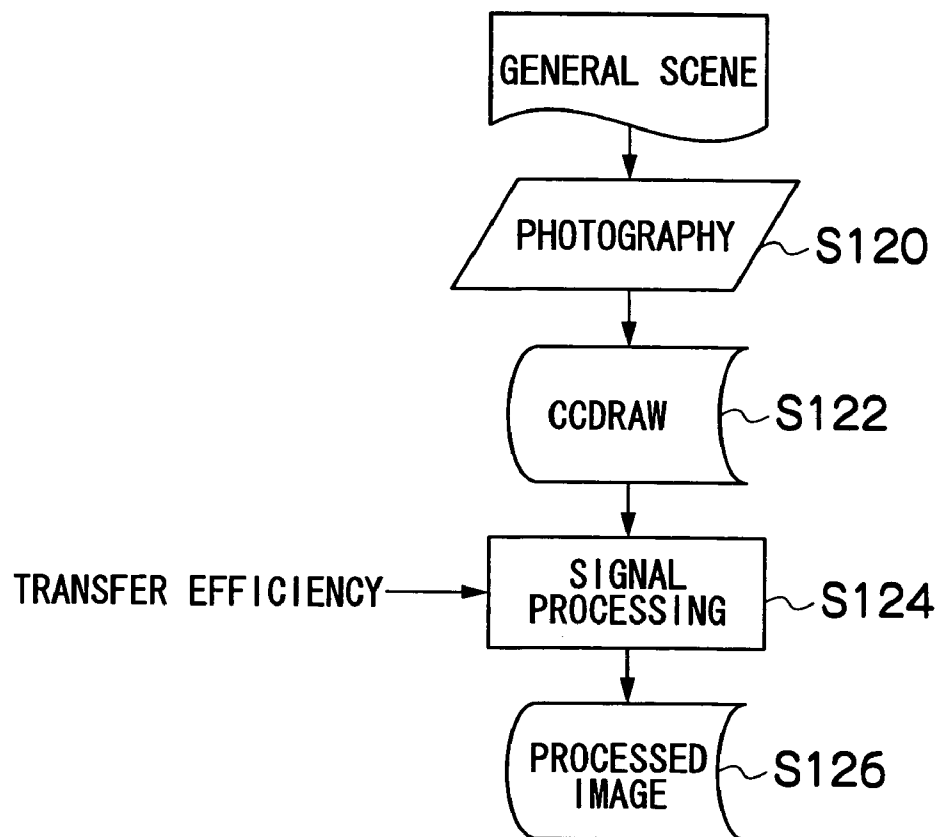 GENERAL SCENE
PHOTOGRAPHY
S120
CCDRAW
S122
TRANSFER EFFICIENCY
SIGNAL
PROCESSING
S124
PROCESSED
IMAGE
S126